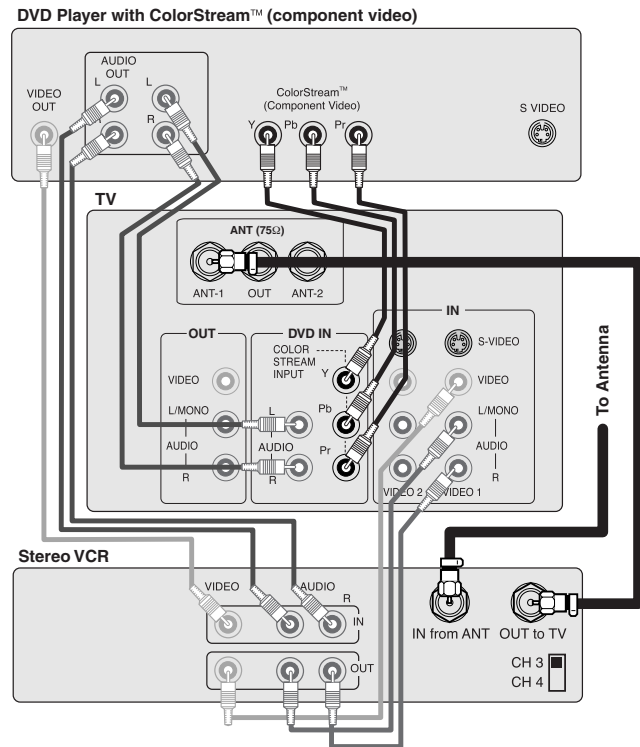 DVD Player with ColorStream™ (component video)
VIDEO
OUT
AUDIO
OUT
L
L
R
R
ColorStream™
(Component Video)
Y
Pb
Pr
S VIDEO
TV
ANT (75Ω)
ANT-1
OUT
ANT-2
OUT
VIDEO
L/MONO
AUDIO
R
DVD IN
COLOR
STREAM
INPUT
Y
Pb
Pr
L
AUDIO
R
IN
S-VIDEO
VIDEO
L/MONO
AUDIO
R
VIDEO 2
VIDEO 1
To Antenna
Stereo VCR
VIDEO
AUDIO
R
IN
OUT
IN from ANT
OUT to TV
CH 3
CH 4